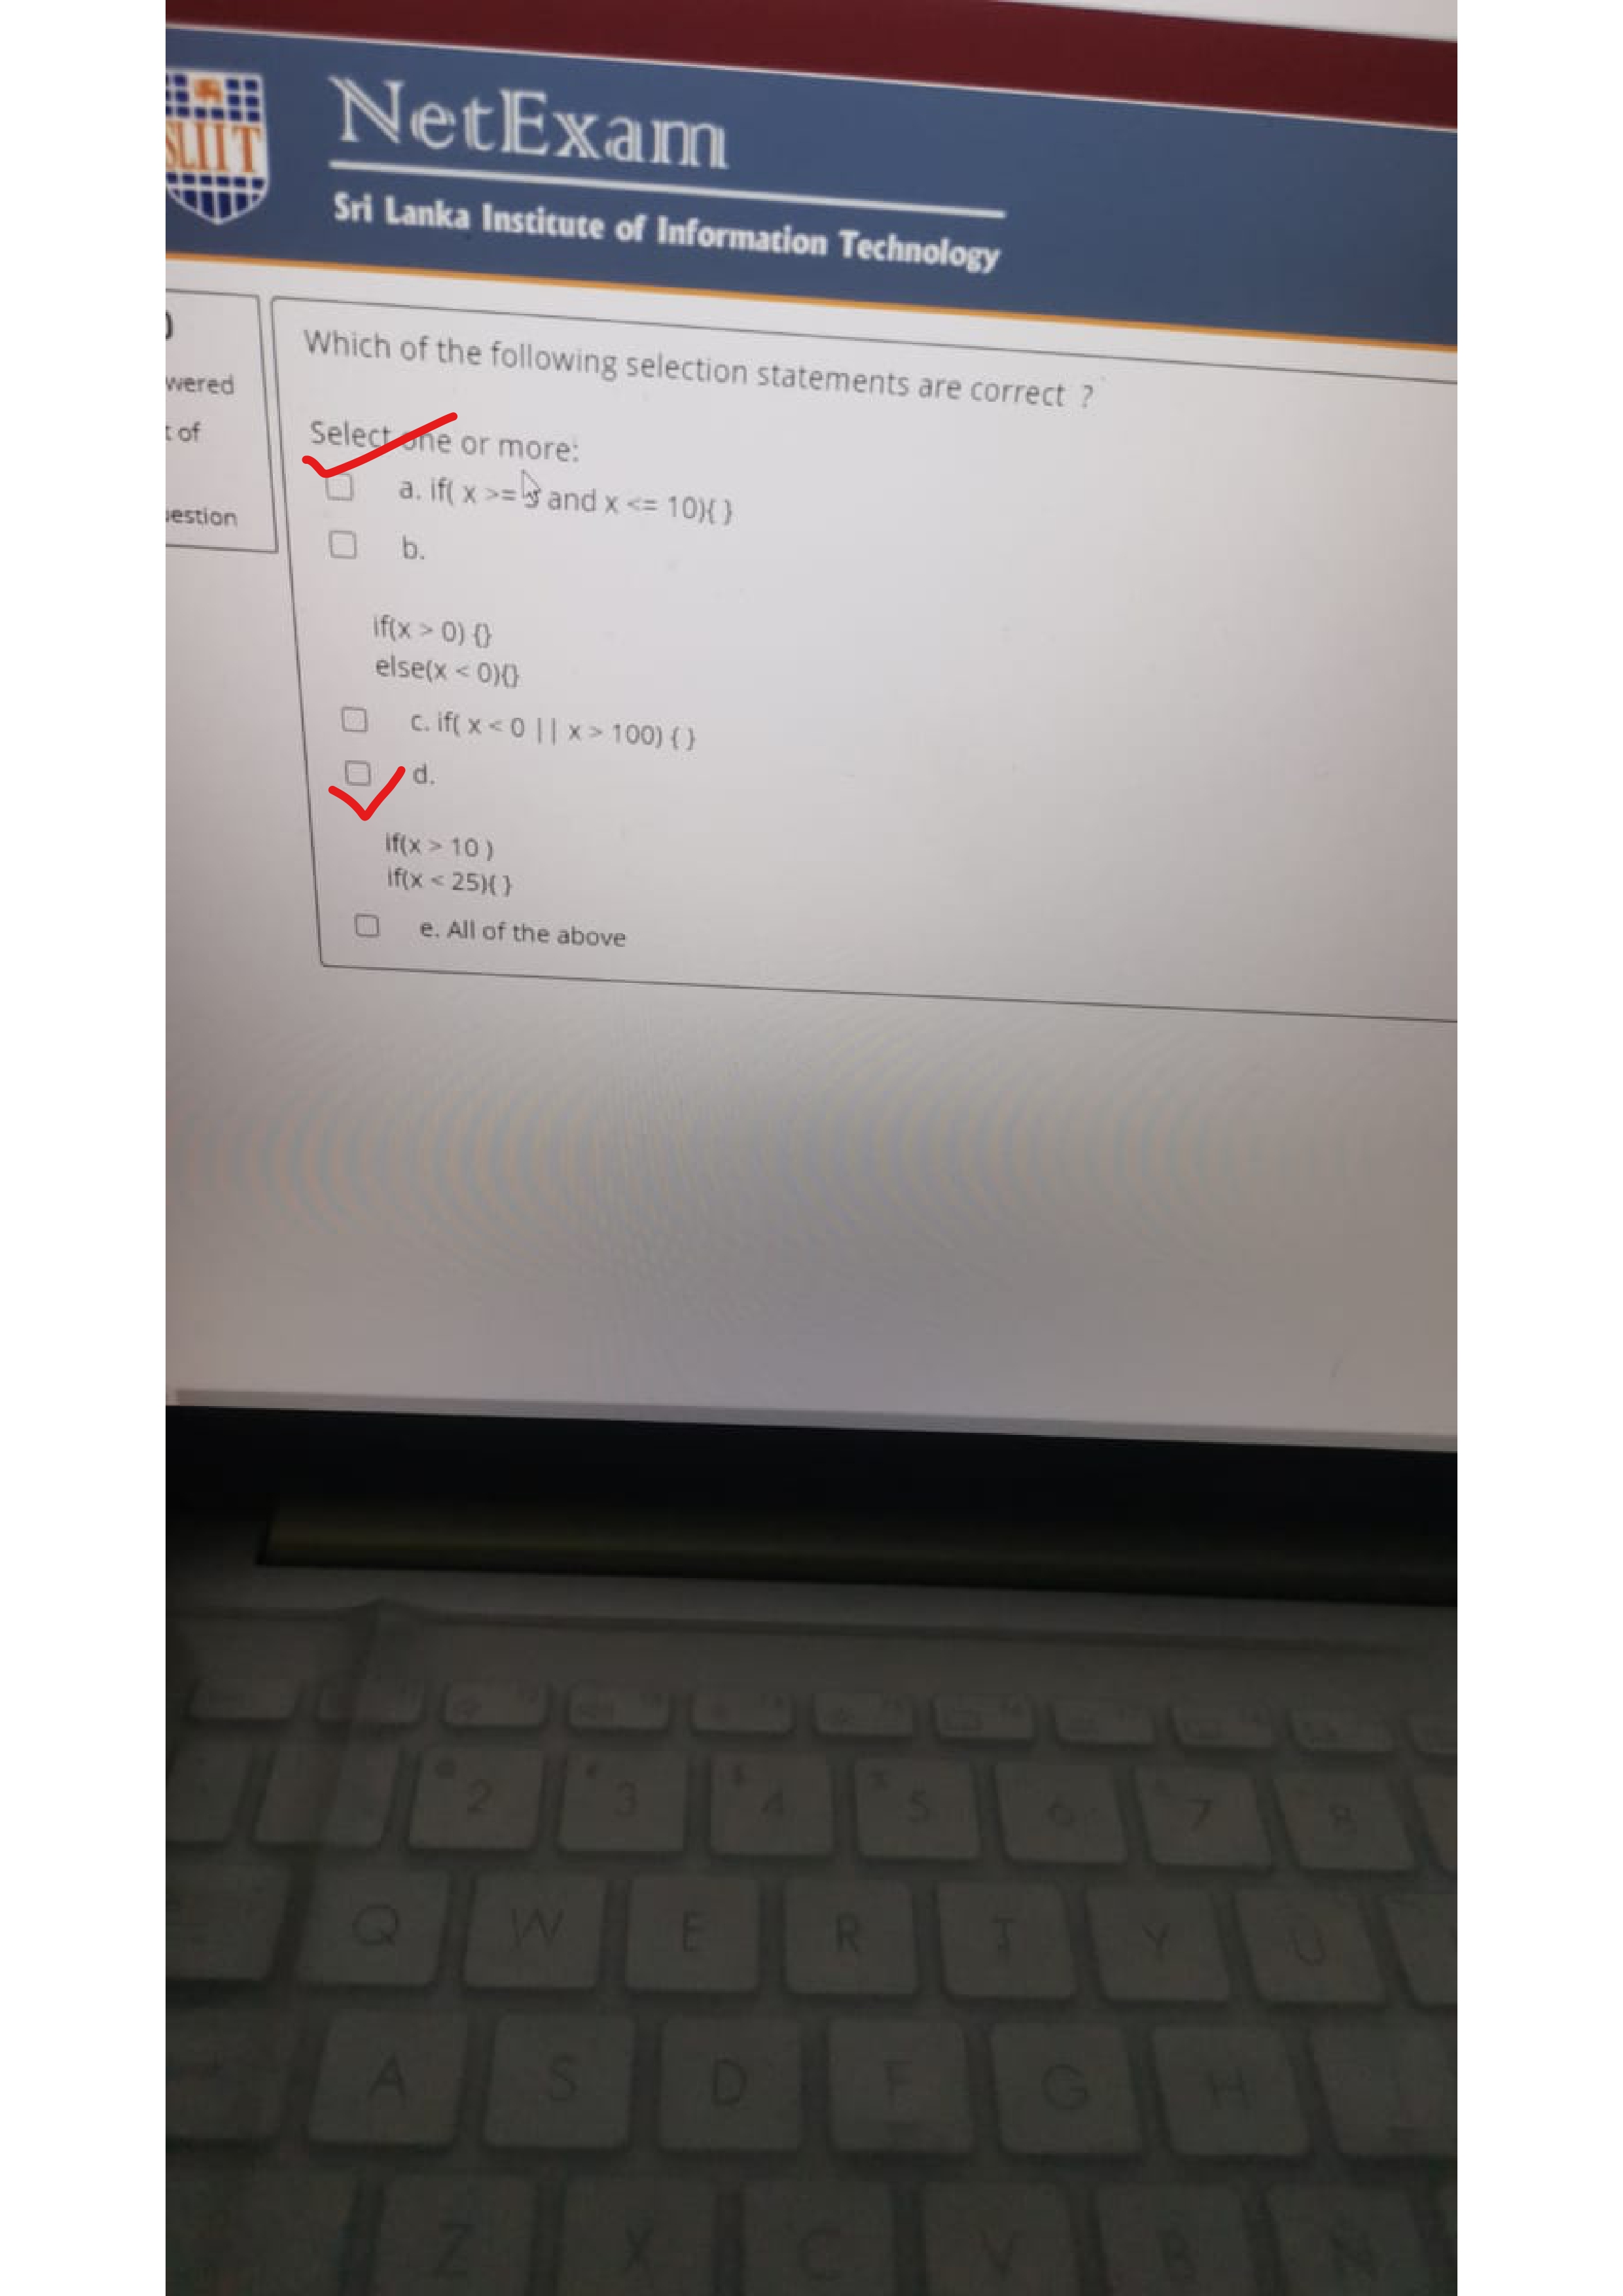 SLIIT
NetExam
Sri Lanka Institute of Information Technology
wered
of
estion
Which of the following selection statements are correct ?
Select one or more:
a. if( x >= and x <= 10){ }
b.
if(x > 0) {}
else(x < 0){}
c. if( x < 0 || x > 100) { }
d.
if(x > 10 )
if(x < 25){ }
e. All of the above
2 3 4 5 6 7 8
Q W E R T Y U
A S D F G H
Z X C V B N